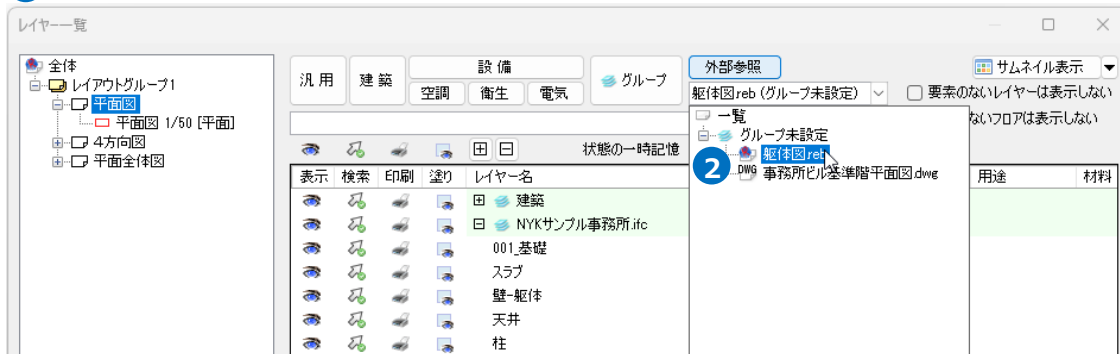 レイヤー一覧
全体
レイアウトグループ1
平面図
平面図 1/50 [平面]
4方向図
平面全体図
汎用 建築 設備 グループ 外部参照 サムネイル表示
空調 衛生 電気 躯体図.reb (グループ未設定) 要素のないレイヤーは表示しない
ないフロアは表示しない
一覧
グループ未設定
躯体図.reb
2
事務所ビル基準階平面図.dwg
DWG
状態の一時記憶
表示 検索 印刷 塗り レイヤー名 用途 材料
建築
NYKサンプル事務所.ifc
001_基礎
スラブ
壁-躯体
天井
柱